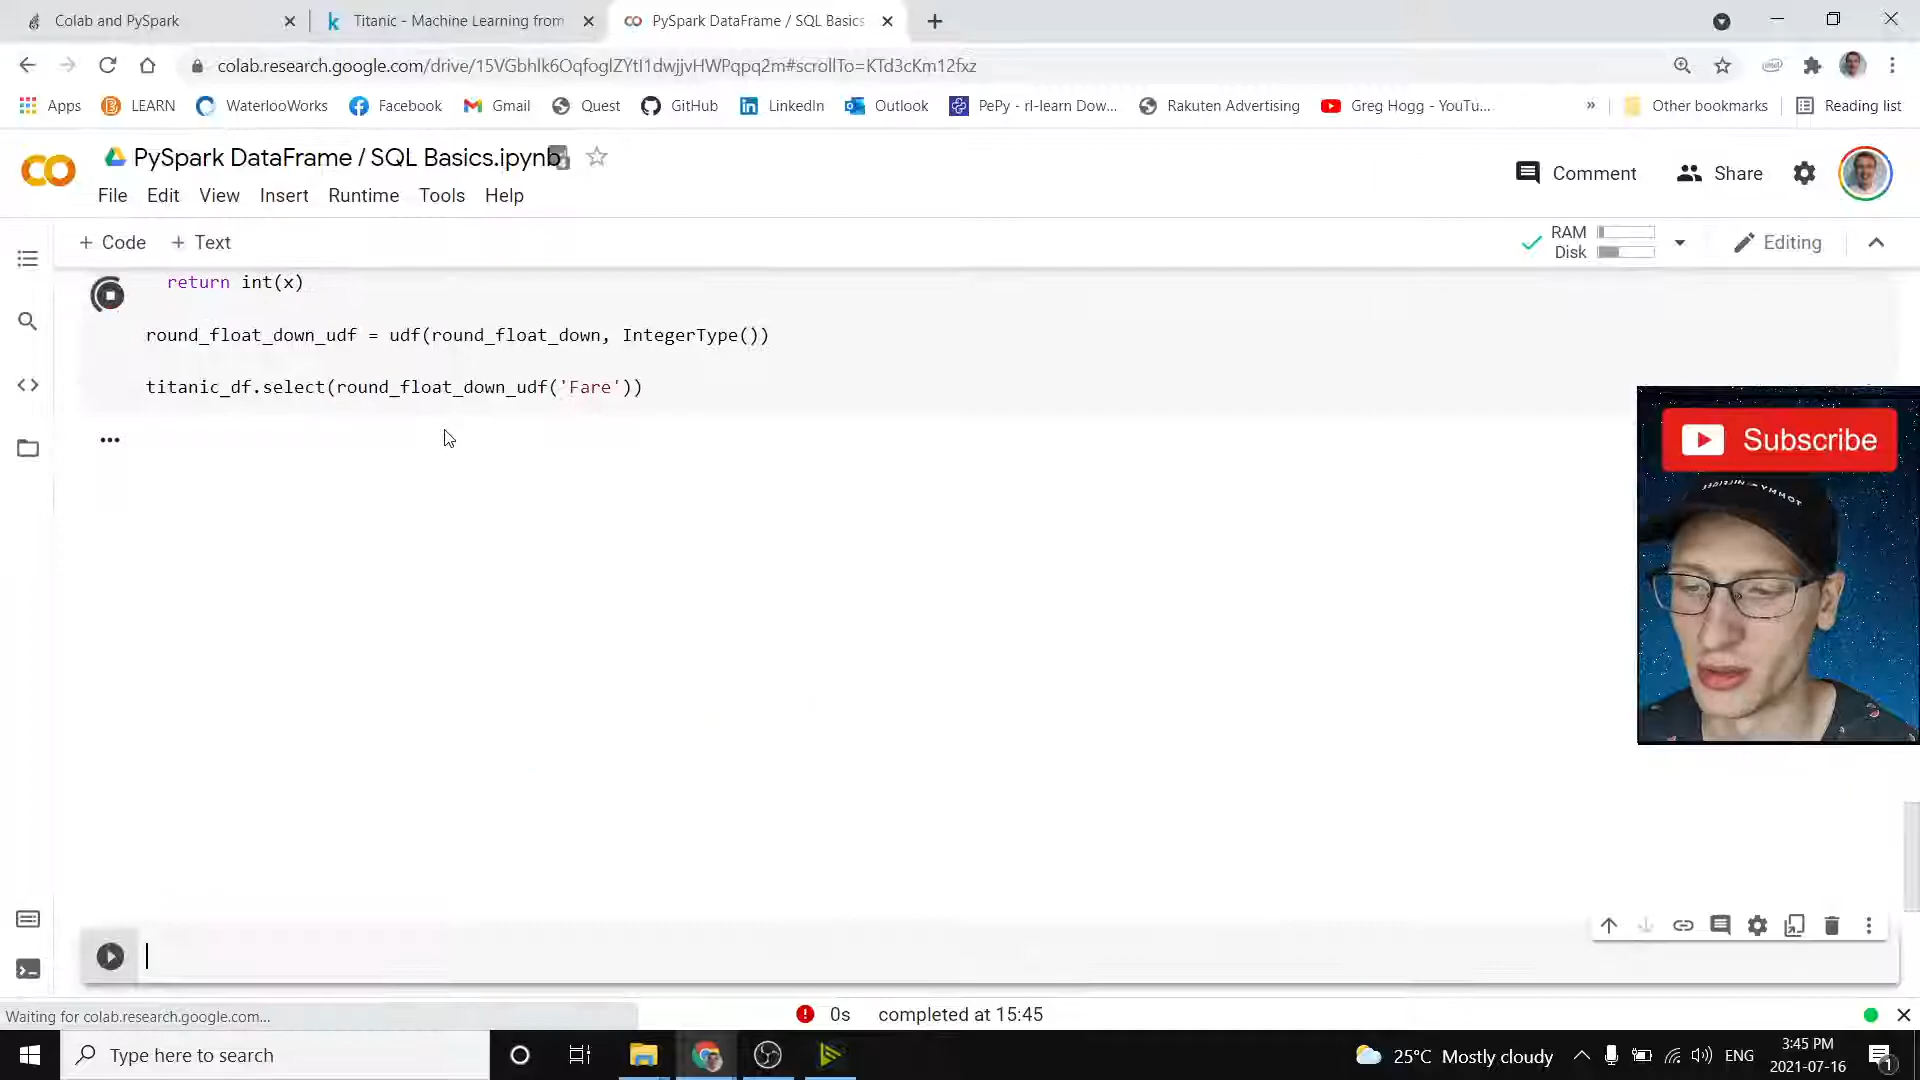 Colab and PySpark
Titanic - Machine Learning from
PySpark DataFrame / SQL Basics
colab.research.google.com/drive/15VGbhIk6OqfoglZYtI1dwjjvHWPqpq2m#scrollTo=KTd3cKm12fxz
Apps LEARN WaterlooWorks Facebook Gmail Quest GitHub LinkedIn Outlook PePy - rl-learn Dow... Rakuten Advertising Greg Hogg - YouTu... » Other bookmarks Reading list
PySpark DataFrame / SQL Basics.ipynb
Comment Share
File Edit View Insert Runtime Tools Help
+ Code + Text
RAM
Disk
Editing
return int(x)
round_float_down_udf = udf(round_float_down, IntegerType())
titanic_df.select(round_float_down_udf('Fare'))
Subscribe
Waiting for colab.research.google.com...
0s completed at 15:45
Type here to search
25°C Mostly cloudy
ENG
3:45 PM
2021-07-16
1